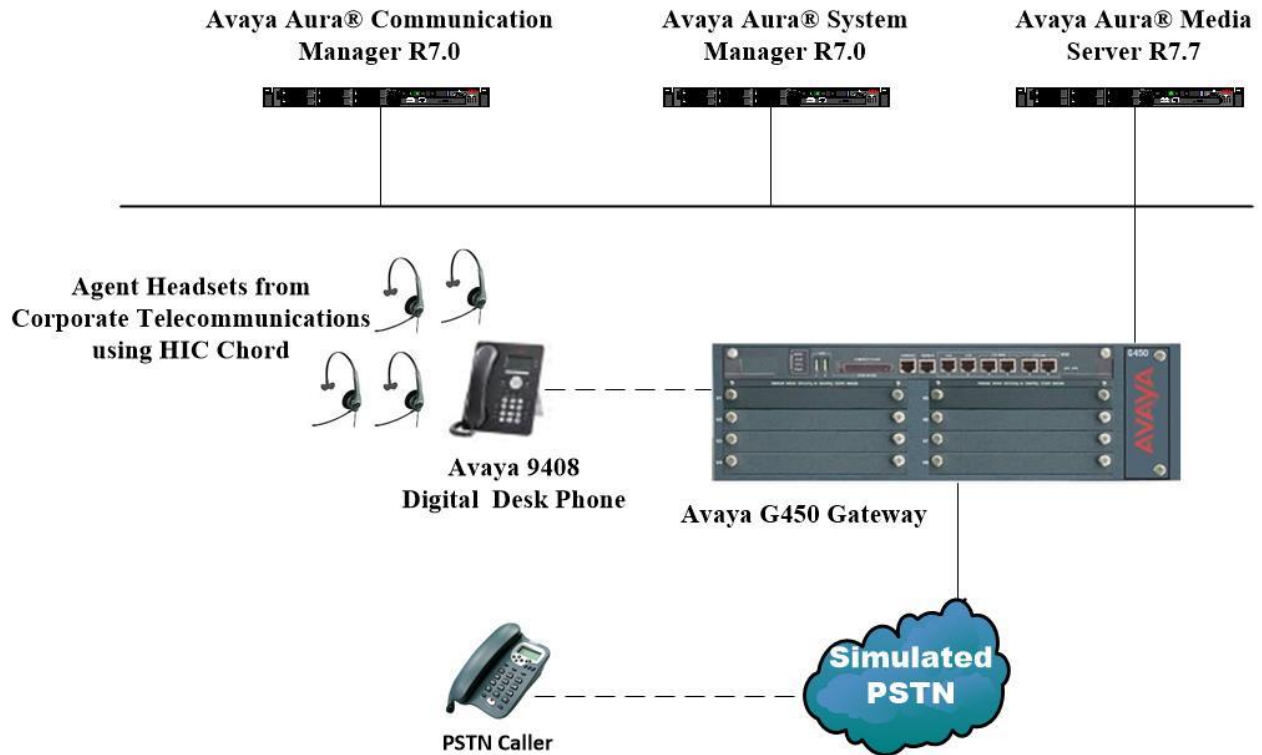 Avaya Aura® Communication
Manager R7.0
Avaya Aura® System
Manager R7.0
Avaya Aura® Media
Server R7.7
Agent Headsets from
Corporate Telecommunications
using HIC Chord
Avaya 9408
Digital Desk Phone
G450
AVAYA
Avaya G450 Gateway
Simulated
PSTN
PSTN Caller